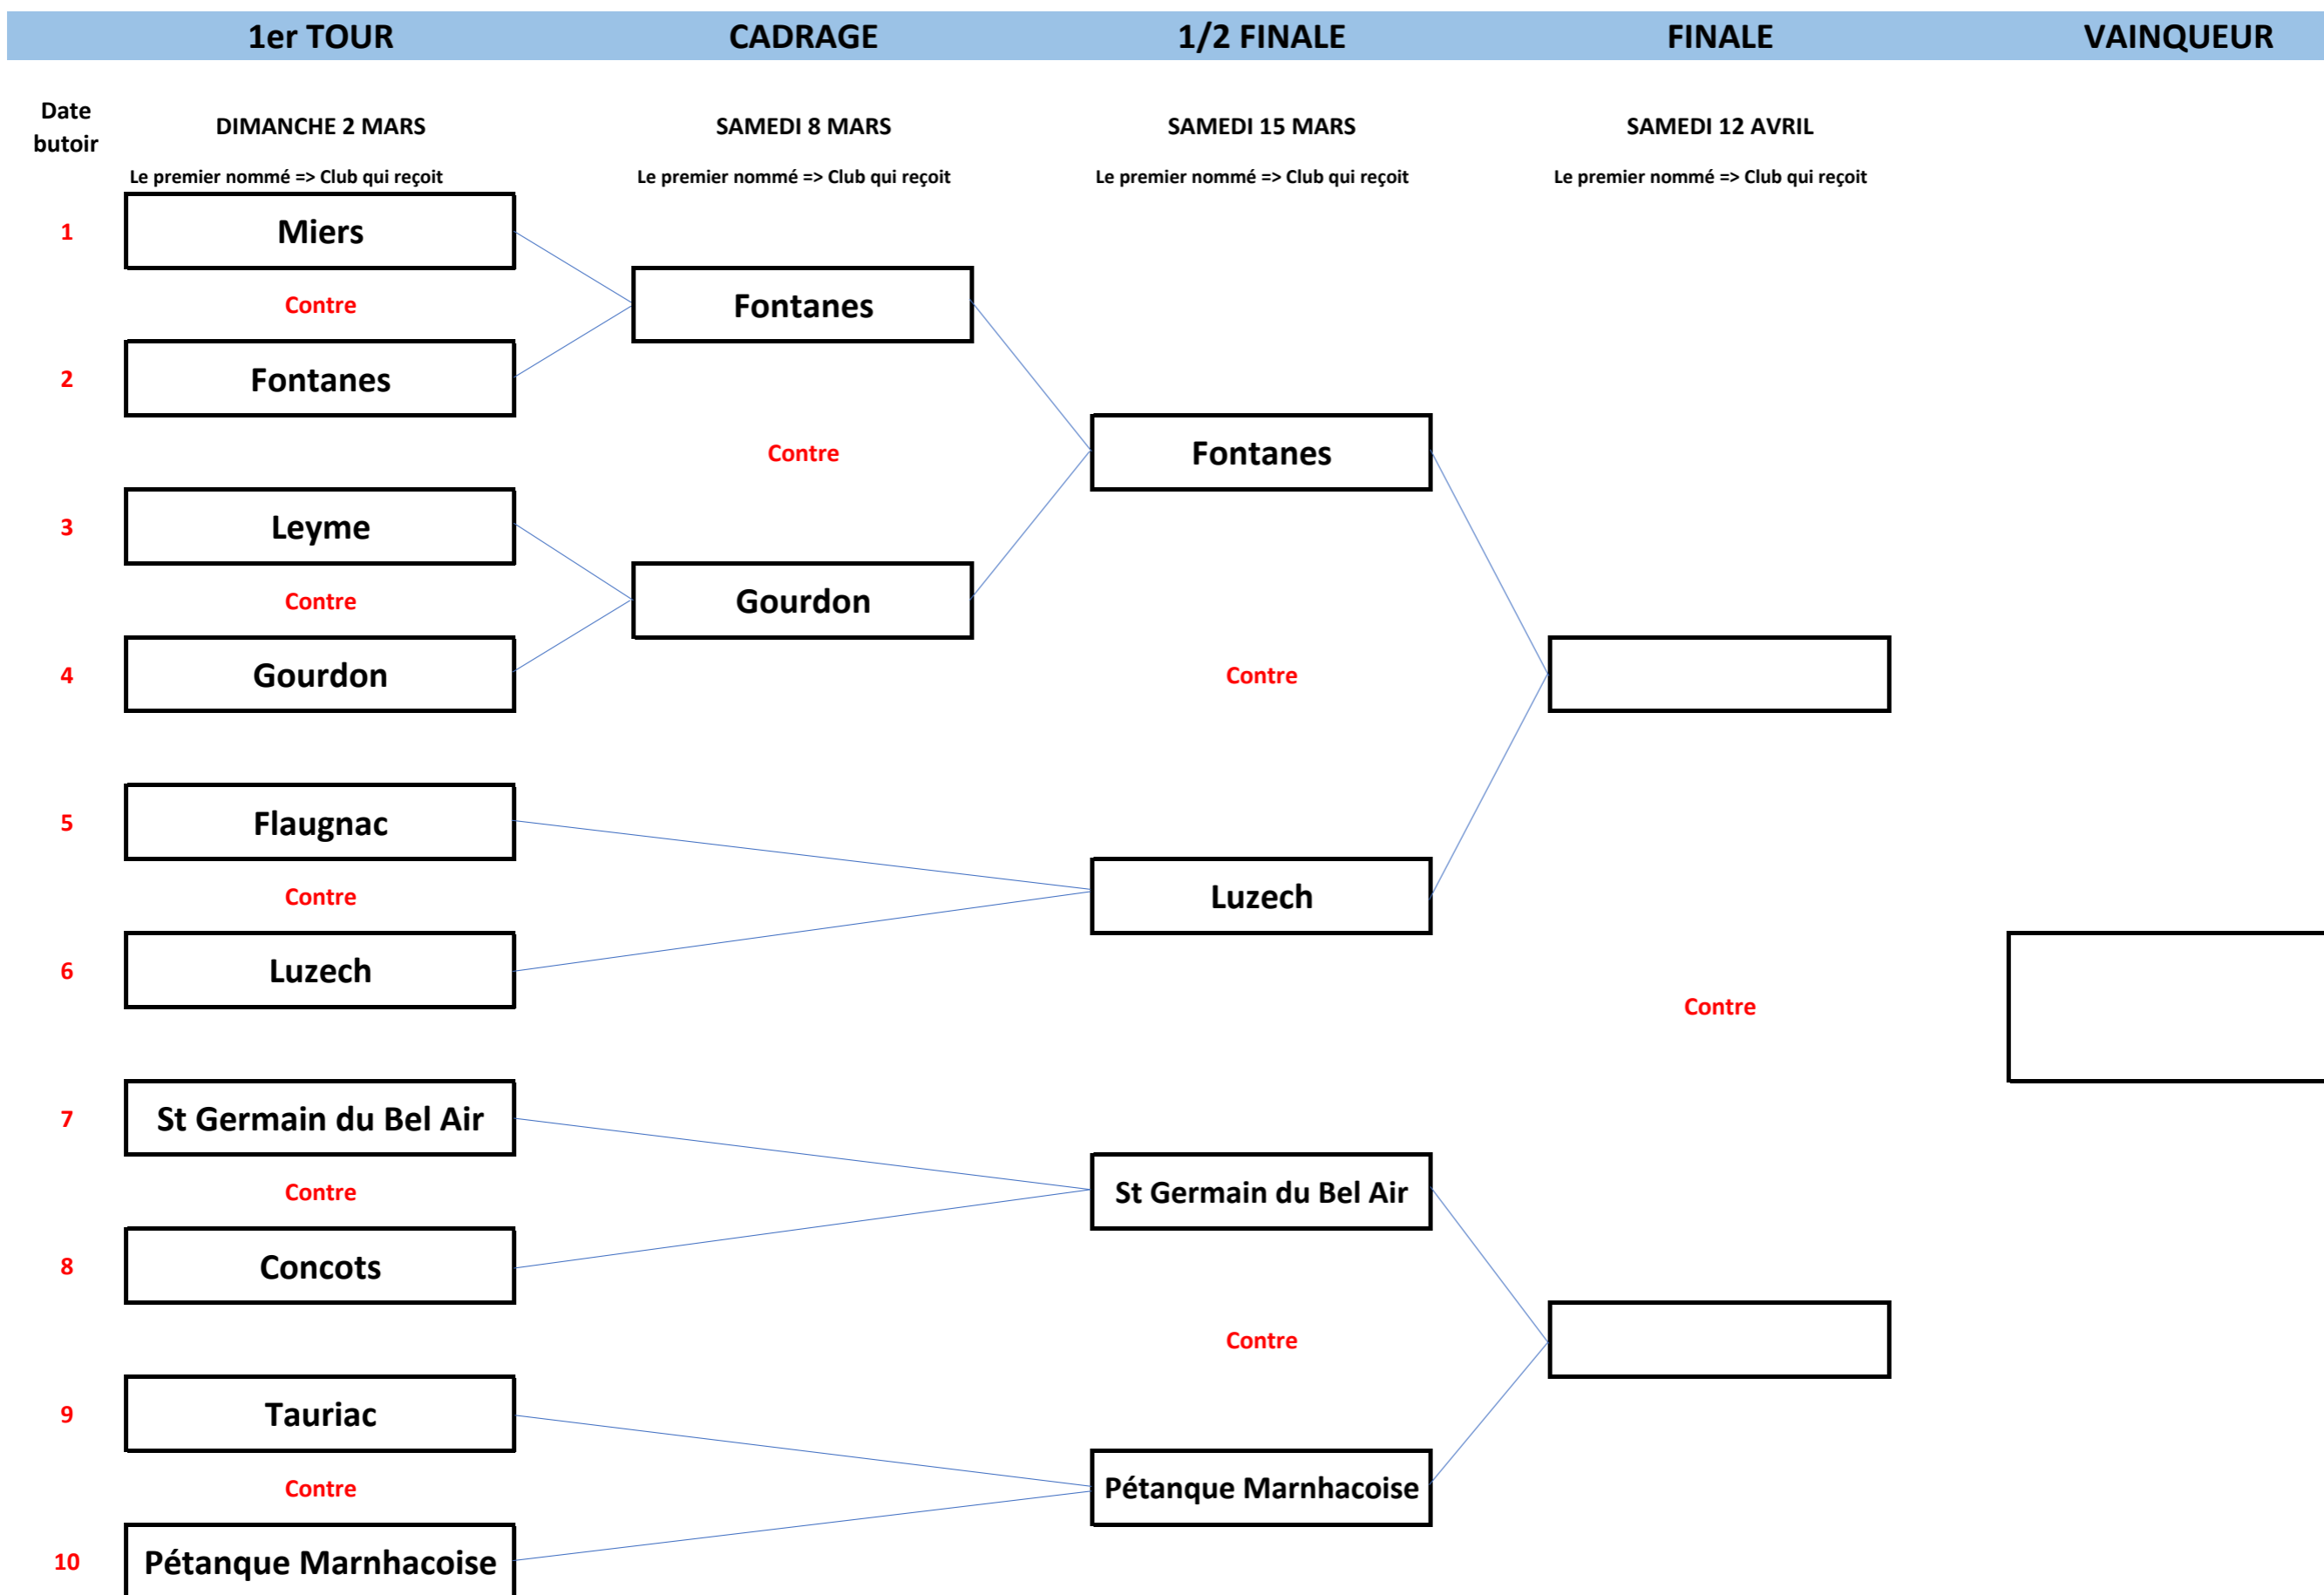 1er TOUR CADRAGE 1/2 FINALE FINALE VAINQUEUR
Date
butoir
DIMANCHE 2 MARS SAMEDI 8 MARS SAMEDI 15 MARS SAMEDI 12 AVRIL
Le premier nommé => Club qui reçoit Le premier nommé => Club qui reçoit Le premier nommé => Club qui reçoit Le premier nommé => Club qui reçoit
1 Miers
Contre Fontanes
2 Fontanes
Contre Fontanes
3 Leyme
Contre Gourdon
4 Gourdon Contre
5 Flaugnac
Contre Luzech
6 Luzech
Contre
7 St Germain du Bel Air
Contre St Germain du Bel Air
8 Concots
Contre
9 Tauriac
Contre Pétanque Marnhacoise
10 Pétanque Marnhacoise